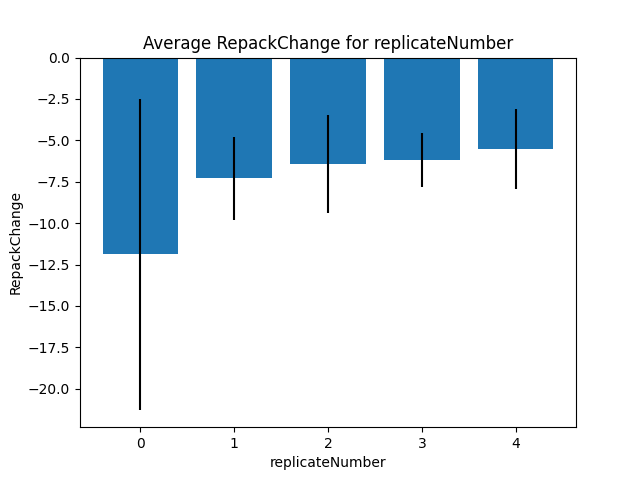 Average RepackChange for replicateNumber
RepackChange
0.0
−2.5
−5.0
−7.5
−10.0
−12.5
−15.0
−17.5
−20.0
0 1 2 3 4
replicateNumber